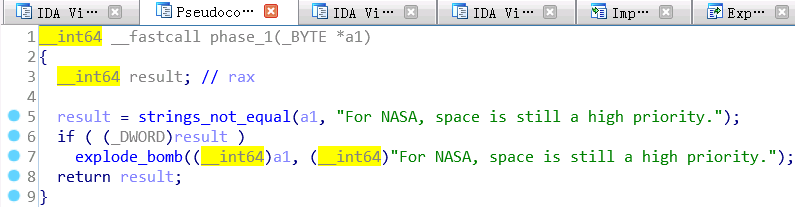 IDA Vi… Pseudoco… IDA Vi… IDA Vi… Imp… Exp…
1 __int64 __fastcall phase_1(_BYTE *a1)
2 {
3 __int64 result; // rax
4
5 result = strings_not_equal(a1, "For NASA, space is still a high priority.");
6 if ( (_DWORD)result )
7 explode_bomb((__int64)a1, (__int64)"For NASA, space is still a high priority.");
8 return result;
9 }